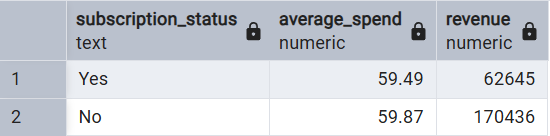 subscription_status average_spend revenue
text numeric numeric
1 Yes 59.49 62645
2 No 59.87 170436